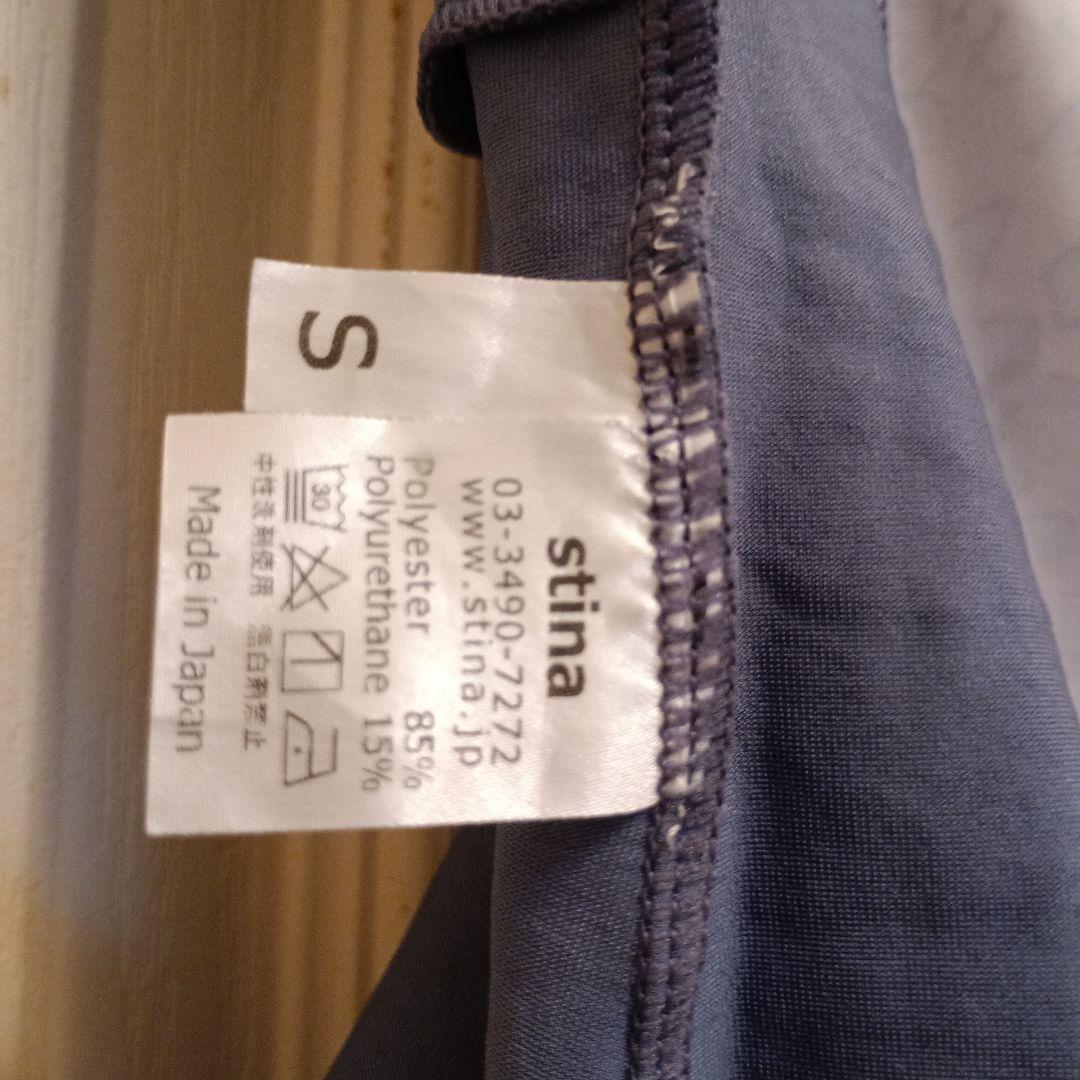 S
stina
03-3490-7272
www.stina.jp
Polyester 85%
Polyurethane 15%
30
中性洗剤使用 蛋白剤禁止
Made in Japan